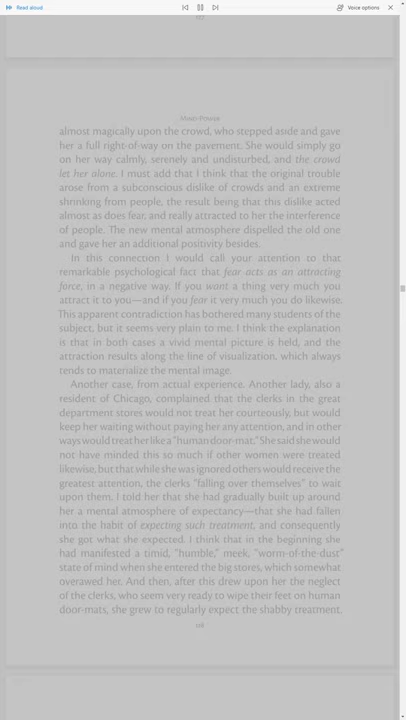 Read aloud
Voice options
117
MIND-POWER
almost magically upon the crowd, who stepped aside and gave
her a full right-of-way on the pavement. She would simply go
on her way calmly, serenely and undisturbed, and the crowd
let her alone. I must add that I think that the original trouble
arose from a subconscious dislike of crowds and an extreme
shrinking from people, the result being that this dislike acted
almost as does fear, and really attracted to her the interference
of people. The new mental atmosphere dispelled the old one
and gave her an additional positivity besides.
In this connection I would call your attention to that
remarkable psychological fact that fear acts as an attracting
force, in a negative way. If you want a thing very much you
attract it to you—and if you fear it very much you do likewise.
This apparent contradiction has bothered many students of the
subject, but it seems very plain to me. I think the explanation
is that in both cases a vivid mental picture is held, and the
attraction results along the line of visualization, which always
tends to materialize the mental image.
Another case, from actual experience. Another lady, also a
resident of Chicago, complained that the clerks in the great
department stores would not treat her courteously, but would
keep her waiting without paying her any attention, and in other
ways would treat her like a "human door-mat." She said she would
not have minded this so much if other women were treated
likewise, but that while she was ignored others would receive the
greatest attention, the clerks "falling over themselves" to wait
upon them. I told her that she had gradually built up around
her a mental atmosphere of expectancy—that she had fallen
into the habit of expecting such treatment, and consequently
she got what she expected. I think that in the beginning she
had manifested a timid, "humble," meek, "worm-of-the-dust"
state of mind when she entered the big stores, which somewhat
overawed her. And then, after this drew upon her the neglect
of the clerks, who seem very ready to wipe their feet on human
door-mats, she grew to regularly expect the shabby treatment.
118